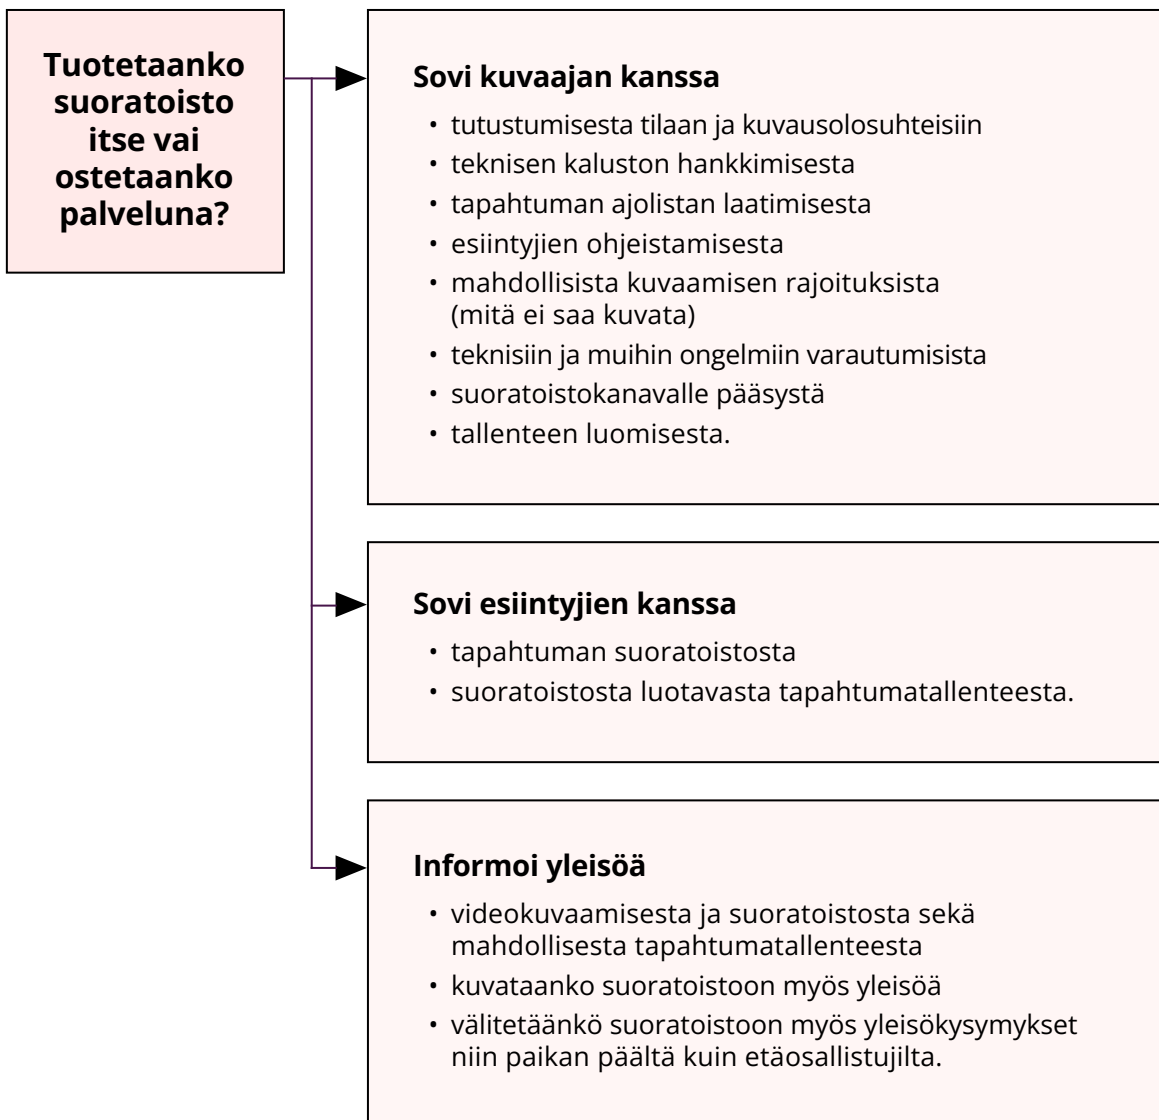 Tuotetaanko
suoratoisto
itse vai
ostetaanko
palveluna?
Sovi kuvaajan kanssa
• tutustumisesta tilaan ja kuvausolosuhteisiin
• teknisen kaluston hankkimisesta
• tapahtuman ajolistan laatimisesta
• esiintyjien ohjeistamisesta
• mahdollisista kuvaamisen rajoituksista
(mitä ei saa kuvata)
• teknisiin ja muihin ongelmiin varautumisista
• suoratoistokanavalle pääsystä
• tallenteen luomisesta.
Sovi esiintyjien kanssa
• tapahtuman suoratoistosta
• suoratoistosta luotavasta tapahtumatallenteesta.
Informoi yleisöä
• videokuvaamisesta ja suoratoistosta sekä
mahdollisesta tapahtumatallenteesta
• kuvataanko suoratoistoon myös yleisöä
• välitetäänkö suoratoistoon myös yleisökysymykset
niin paikan päältä kuin etäosallistujilta.